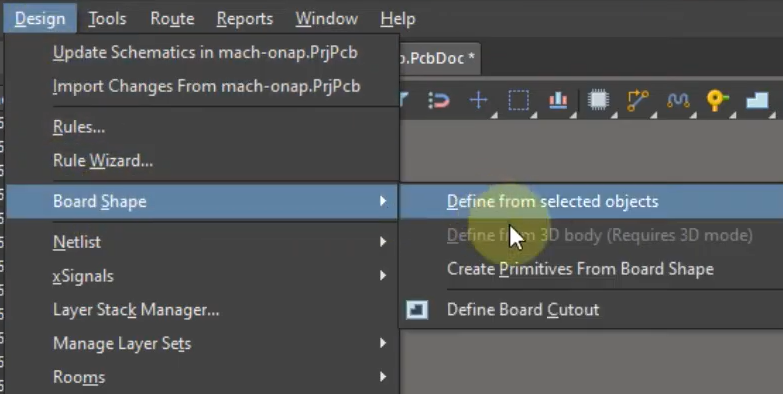 Design Tools Route Reports Window Help
Update Schematics in mach-onap.PrjPcb
b.PcbDoc *
Import Changes From mach-onap.PrjPcb
Rules...
Rule Wizard...
Board Shape
Define from selected objects
Netlist
Define from 3D body (Requires 3D mode)
xSignals
Create Primitives From Board Shape
Layer Stack Manager...
Define Board Cutout
Manage Layer Sets
Rooms